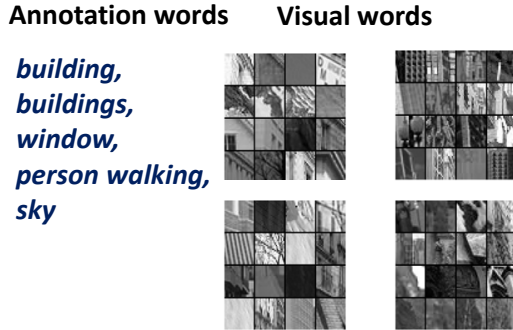 Annotation words Visual words
building,
buildings,
window,
person walking,
sky